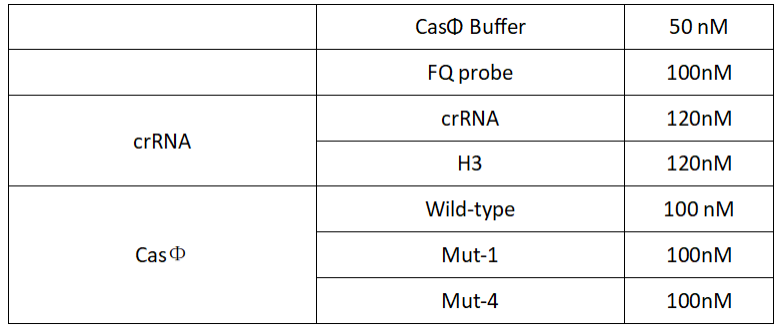 CasΦ Buffer 50 nM
FQ probe 100nM
crRNA crRNA 120nM
H3 120nM
CasΦ Wild-type 100 nM
Mut-1 100nM
Mut-4 100nM